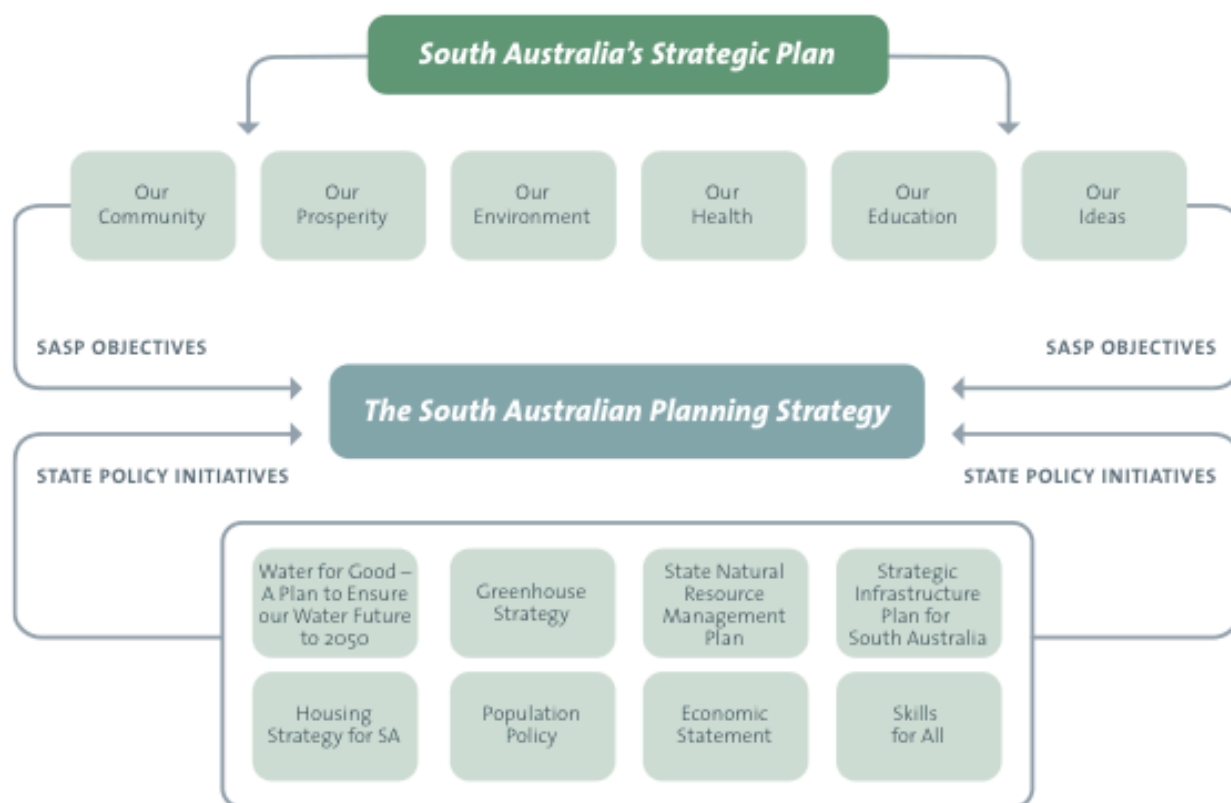 South Australia's Strategic Plan
Our
Community
Our
Prosperity
Our
Environment
Our
Health
Our
Education
Our
Ideas
SASP OBJECTIVES
SASP OBJECTIVES
The South Australian Planning Strategy
STATE POLICY INITIATIVES
STATE POLICY INITIATIVES
Water for Good –
A Plan to Ensure
our Water Future
to 2050
Greenhouse
Strategy
State Natural
Resource
Management
Plan
Strategic
Infrastructure
Plan for
South Australia
Housing
Strategy for SA
Population
Policy
Economic
Statement
Skills
for All